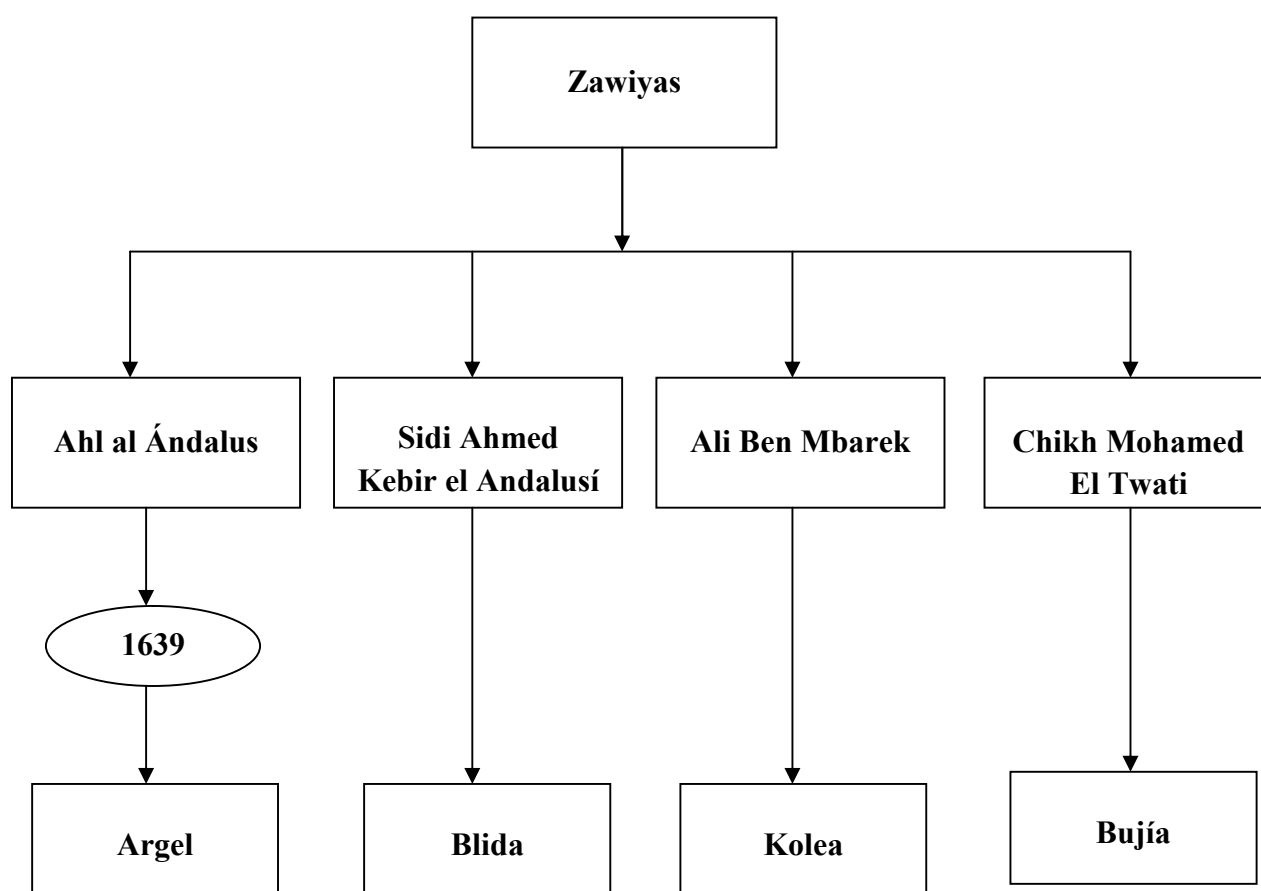 Zawiyas
Ahl al Ándalus
Sidi Ahmed
Kebir el Andalusí
Ali Ben Mbarek
Chikh Mohamed
El Twati
1639
Argel
Blida
Kolea
Bujía